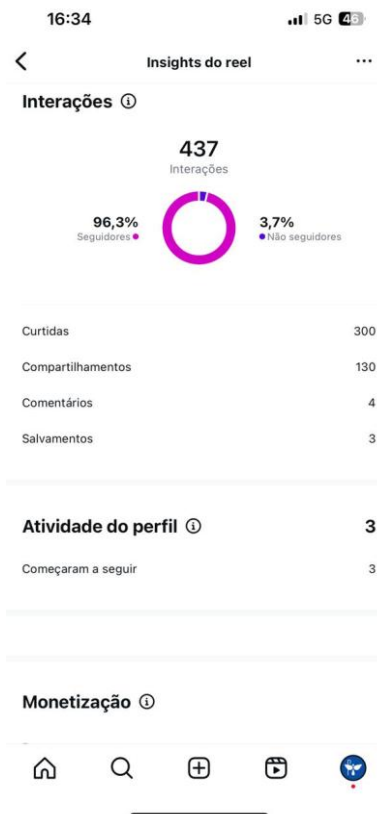 16:34
5G 46
Insights do reel
Interações
437
Interações
96,3%
Seguidores
3,7%
Não seguidores
Curtidas 300
Compartilhamentos 130
Comentários 4
Salvamentos 3
Atividade do perfil 3
Começaram a seguir 3
Monetização